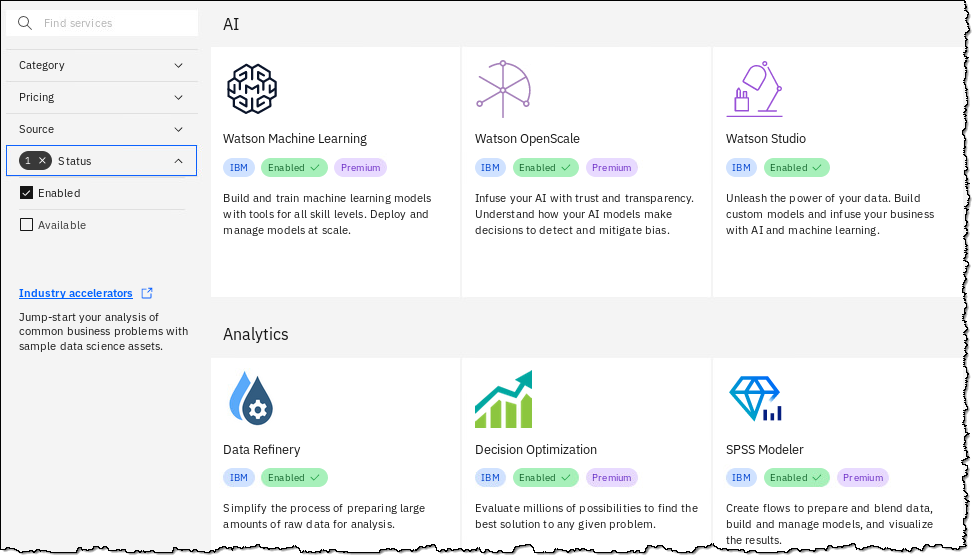 Find services
Category
Pricing
Source
1 × Status
Enabled
Available
Industry accelerators
Jump-start your analysis of
common business problems with
sample data science assets.
AI
Watson Machine Learning
IBM Enabled Premium
Build and train machine learning models
with tools for all skill levels. Deploy and
manage models at scale.
Watson OpenScale
IBM Enabled Premium
Infuse your AI with trust and transparency.
Understand how your AI models make
decisions to detect and mitigate bias.
Watson Studio
IBM Enabled
Unleash the power of your data. Build
custom models and infuse your business
with AI and machine learning.
Analytics
Data Refinery
IBM Enabled
Simplify the process of preparing large
amounts of raw data for analysis.
Decision Optimization
IBM Enabled Premium
Evaluate millions of possibilities to find the
best solution to any given problem.
SPSS Modeler
IBM Enabled Premium
Create flows to prepare and blend data,
build and manage models, and visualize
the results.